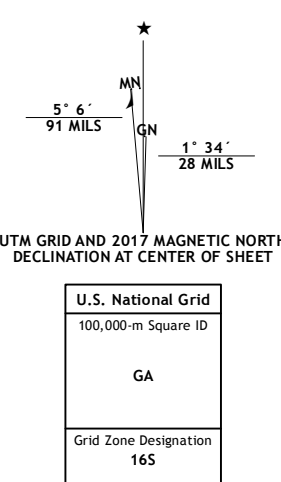 MN
5° 6´
91 MILS
GN
1° 34´
28 MILS
UTM GRID AND 2017 MAGNETIC NORTH
DECLINATION AT CENTER OF SHEET
U.S. National Grid
100,000-m Square ID
GA
Grid Zone Designation
16S